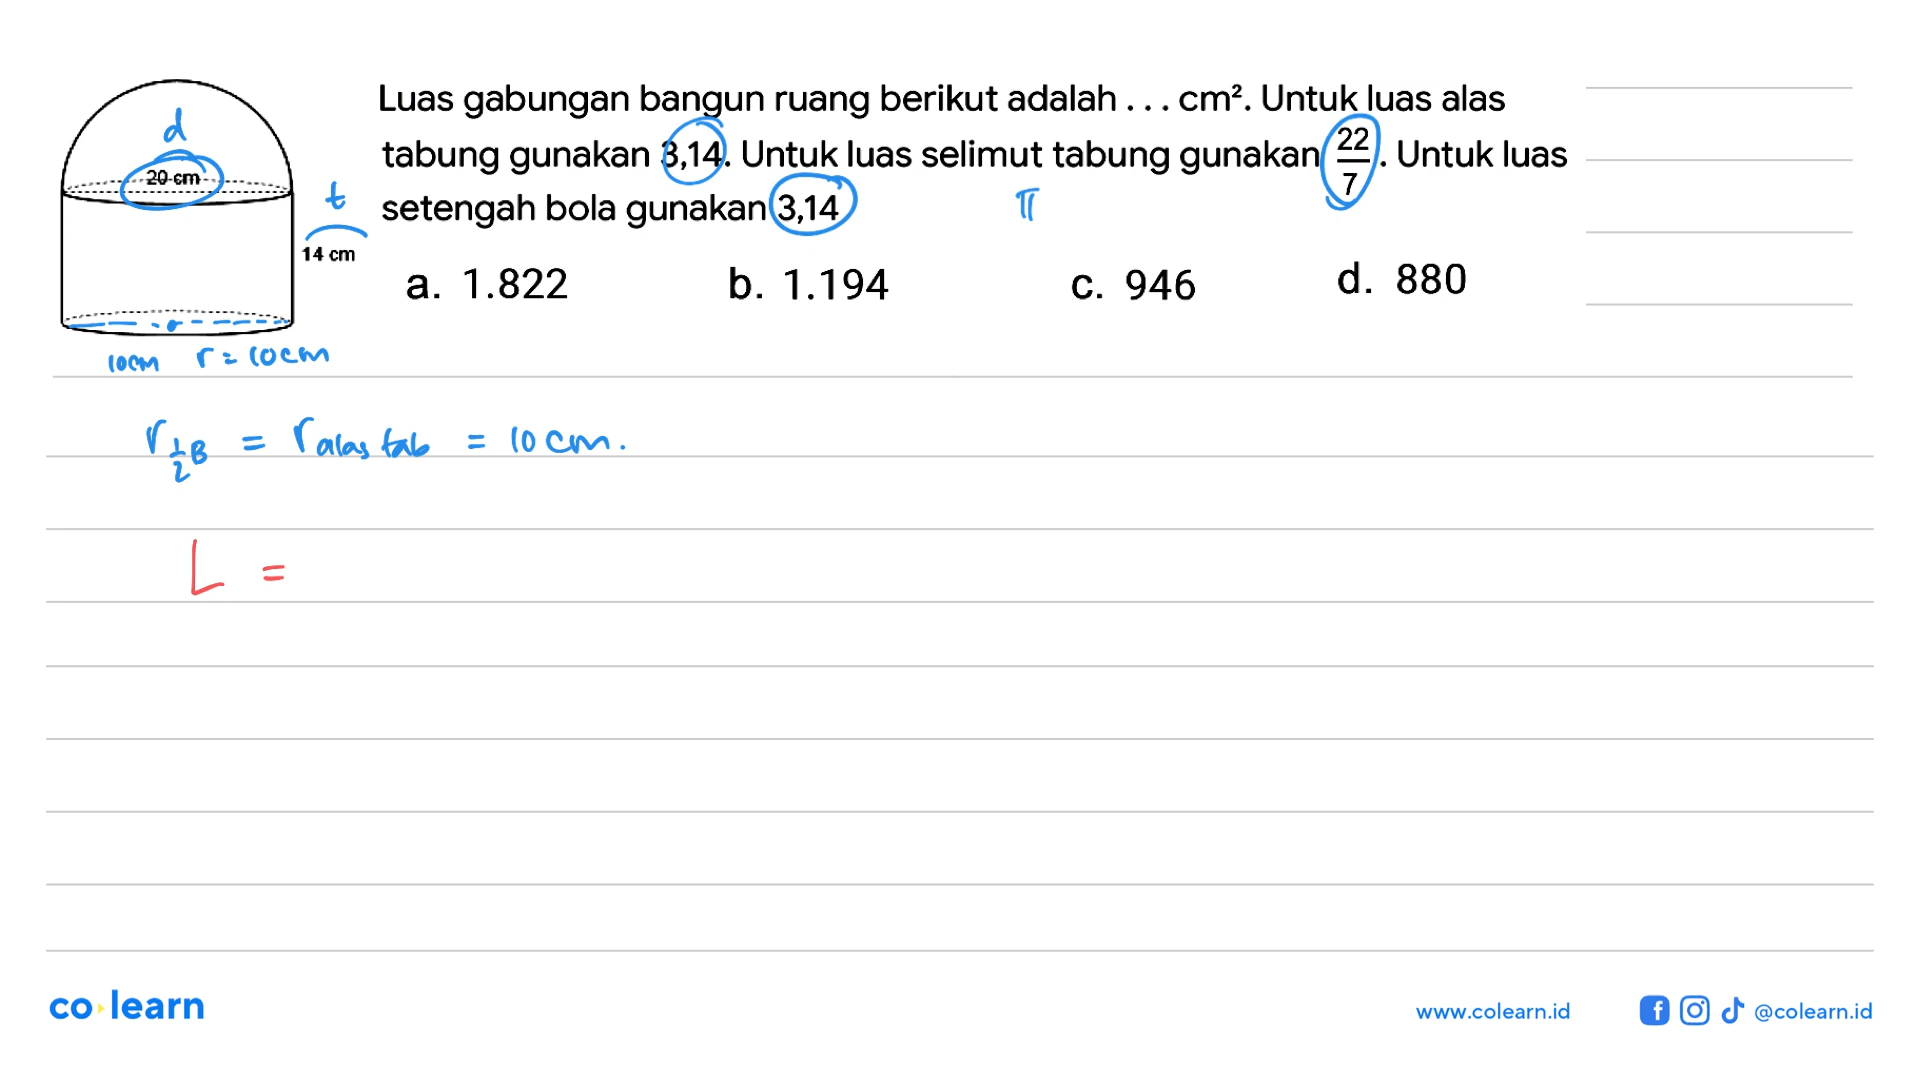 Luas gabungan bangun ruang berikut adalah . . . cm². Untuk luas alas
tabung gunakan 3,14. Untuk luas selimut tabung gunakan 22/7. Untuk luas
setengah bola gunakan 3,14
π
a. 1.822 b. 1.194 c. 946 d. 880
d
20 cm
t
14 cm
10cm r = 10cm
r ½B = r alas tab = 10 cm.
L =
co learn
www.colearn.id @colearn.id